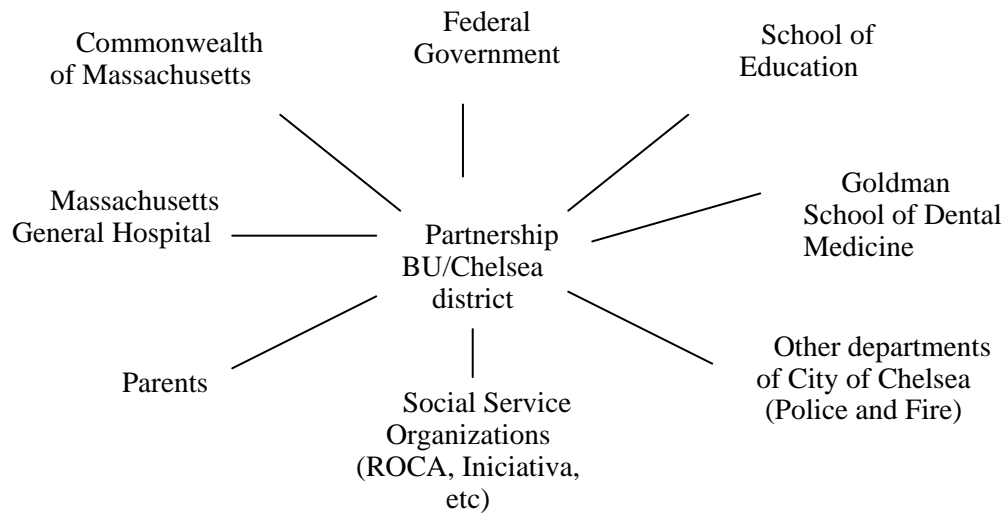 Federal
Government
Commonwealth
of Massachusetts
School of
Education
Massachusetts
General Hospital
Goldman
School of Dental
Medicine
Partnership
BU/Chelsea
district
Parents
Other departments
of City of Chelsea
(Police and Fire)
Social Service
Organizations
(ROCA, Iniciativa,
etc)